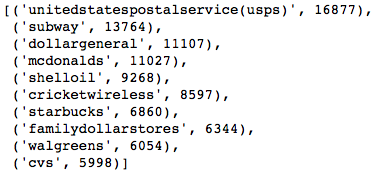 [('unitedstatespostalservice(usps)', 16877),
('subway', 13764),
('dollargeneral', 11107),
('mcdonalds', 11027),
('shelloil', 9268),
('cricketwireless', 8597),
('starbucks', 6860),
('familydollarstores', 6344),
('walgreens', 6054),
('cvs', 5998)]